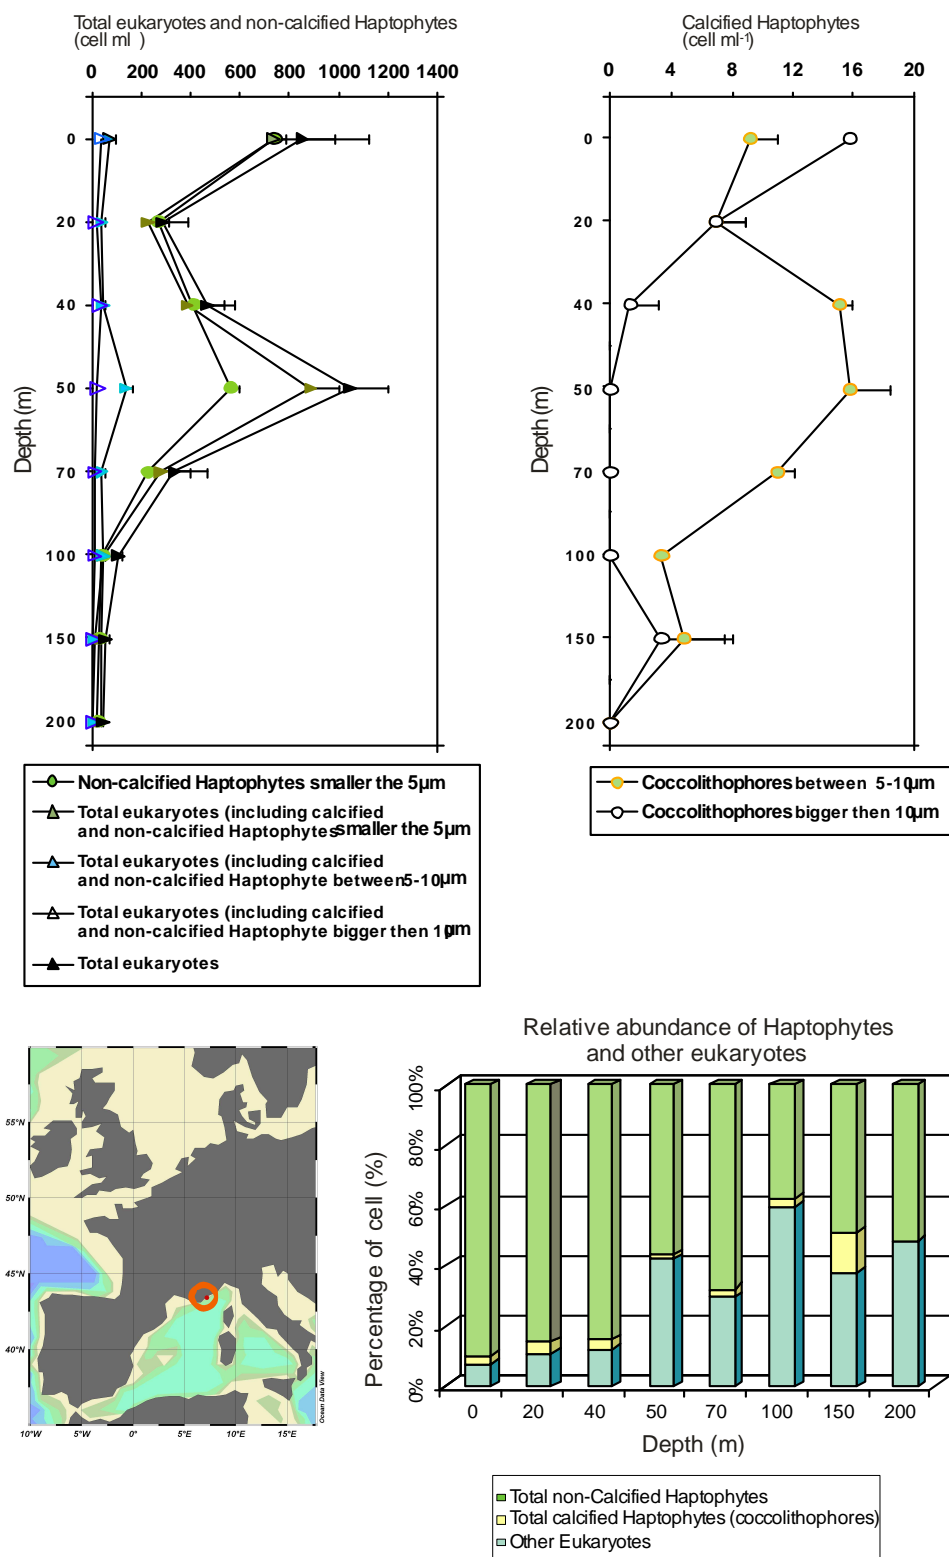 Total eukaryotes and non-calcified Haptophytes
(cell ml )
0 200 400 600 800 1000 1200 1400
0
20
40
50
70
100
150
200
Depth (m)
Calcified Haptophytes
(cell ml-1)
0 4 8 12 16 20
0
20
40
50
70
100
150
200
Depth (m)
Non-calcified Haptophytes smaller the 5µm
Total eukaryotes (including calcified
and non-calcified Haptophytes smaller the 5µm
Total eukaryotes (including calcified
and non-calcified Haptophyte between 5-10µm
Total eukaryotes (including calcified
and non-calcified Haptophyte bigger then 10µm
Total eukaryotes
Coccolithophores between 5-10µm
Coccolithophores bigger then 10µm
55°N
50°N
45°N
40°N
10°W 5°W 0° 5°E 10°E 15°E
Ocean Data View
Relative abundance of Haptophytes
and other eukaryotes
Percentage of cell (%)
100%
80%
60%
40%
20%
0%
0 20 40 50 70 100 150 200
Depth (m)
Total non-Calcified Haptophytes
Total calcified Haptophytes (coccolithophores)
Other Eukaryotes